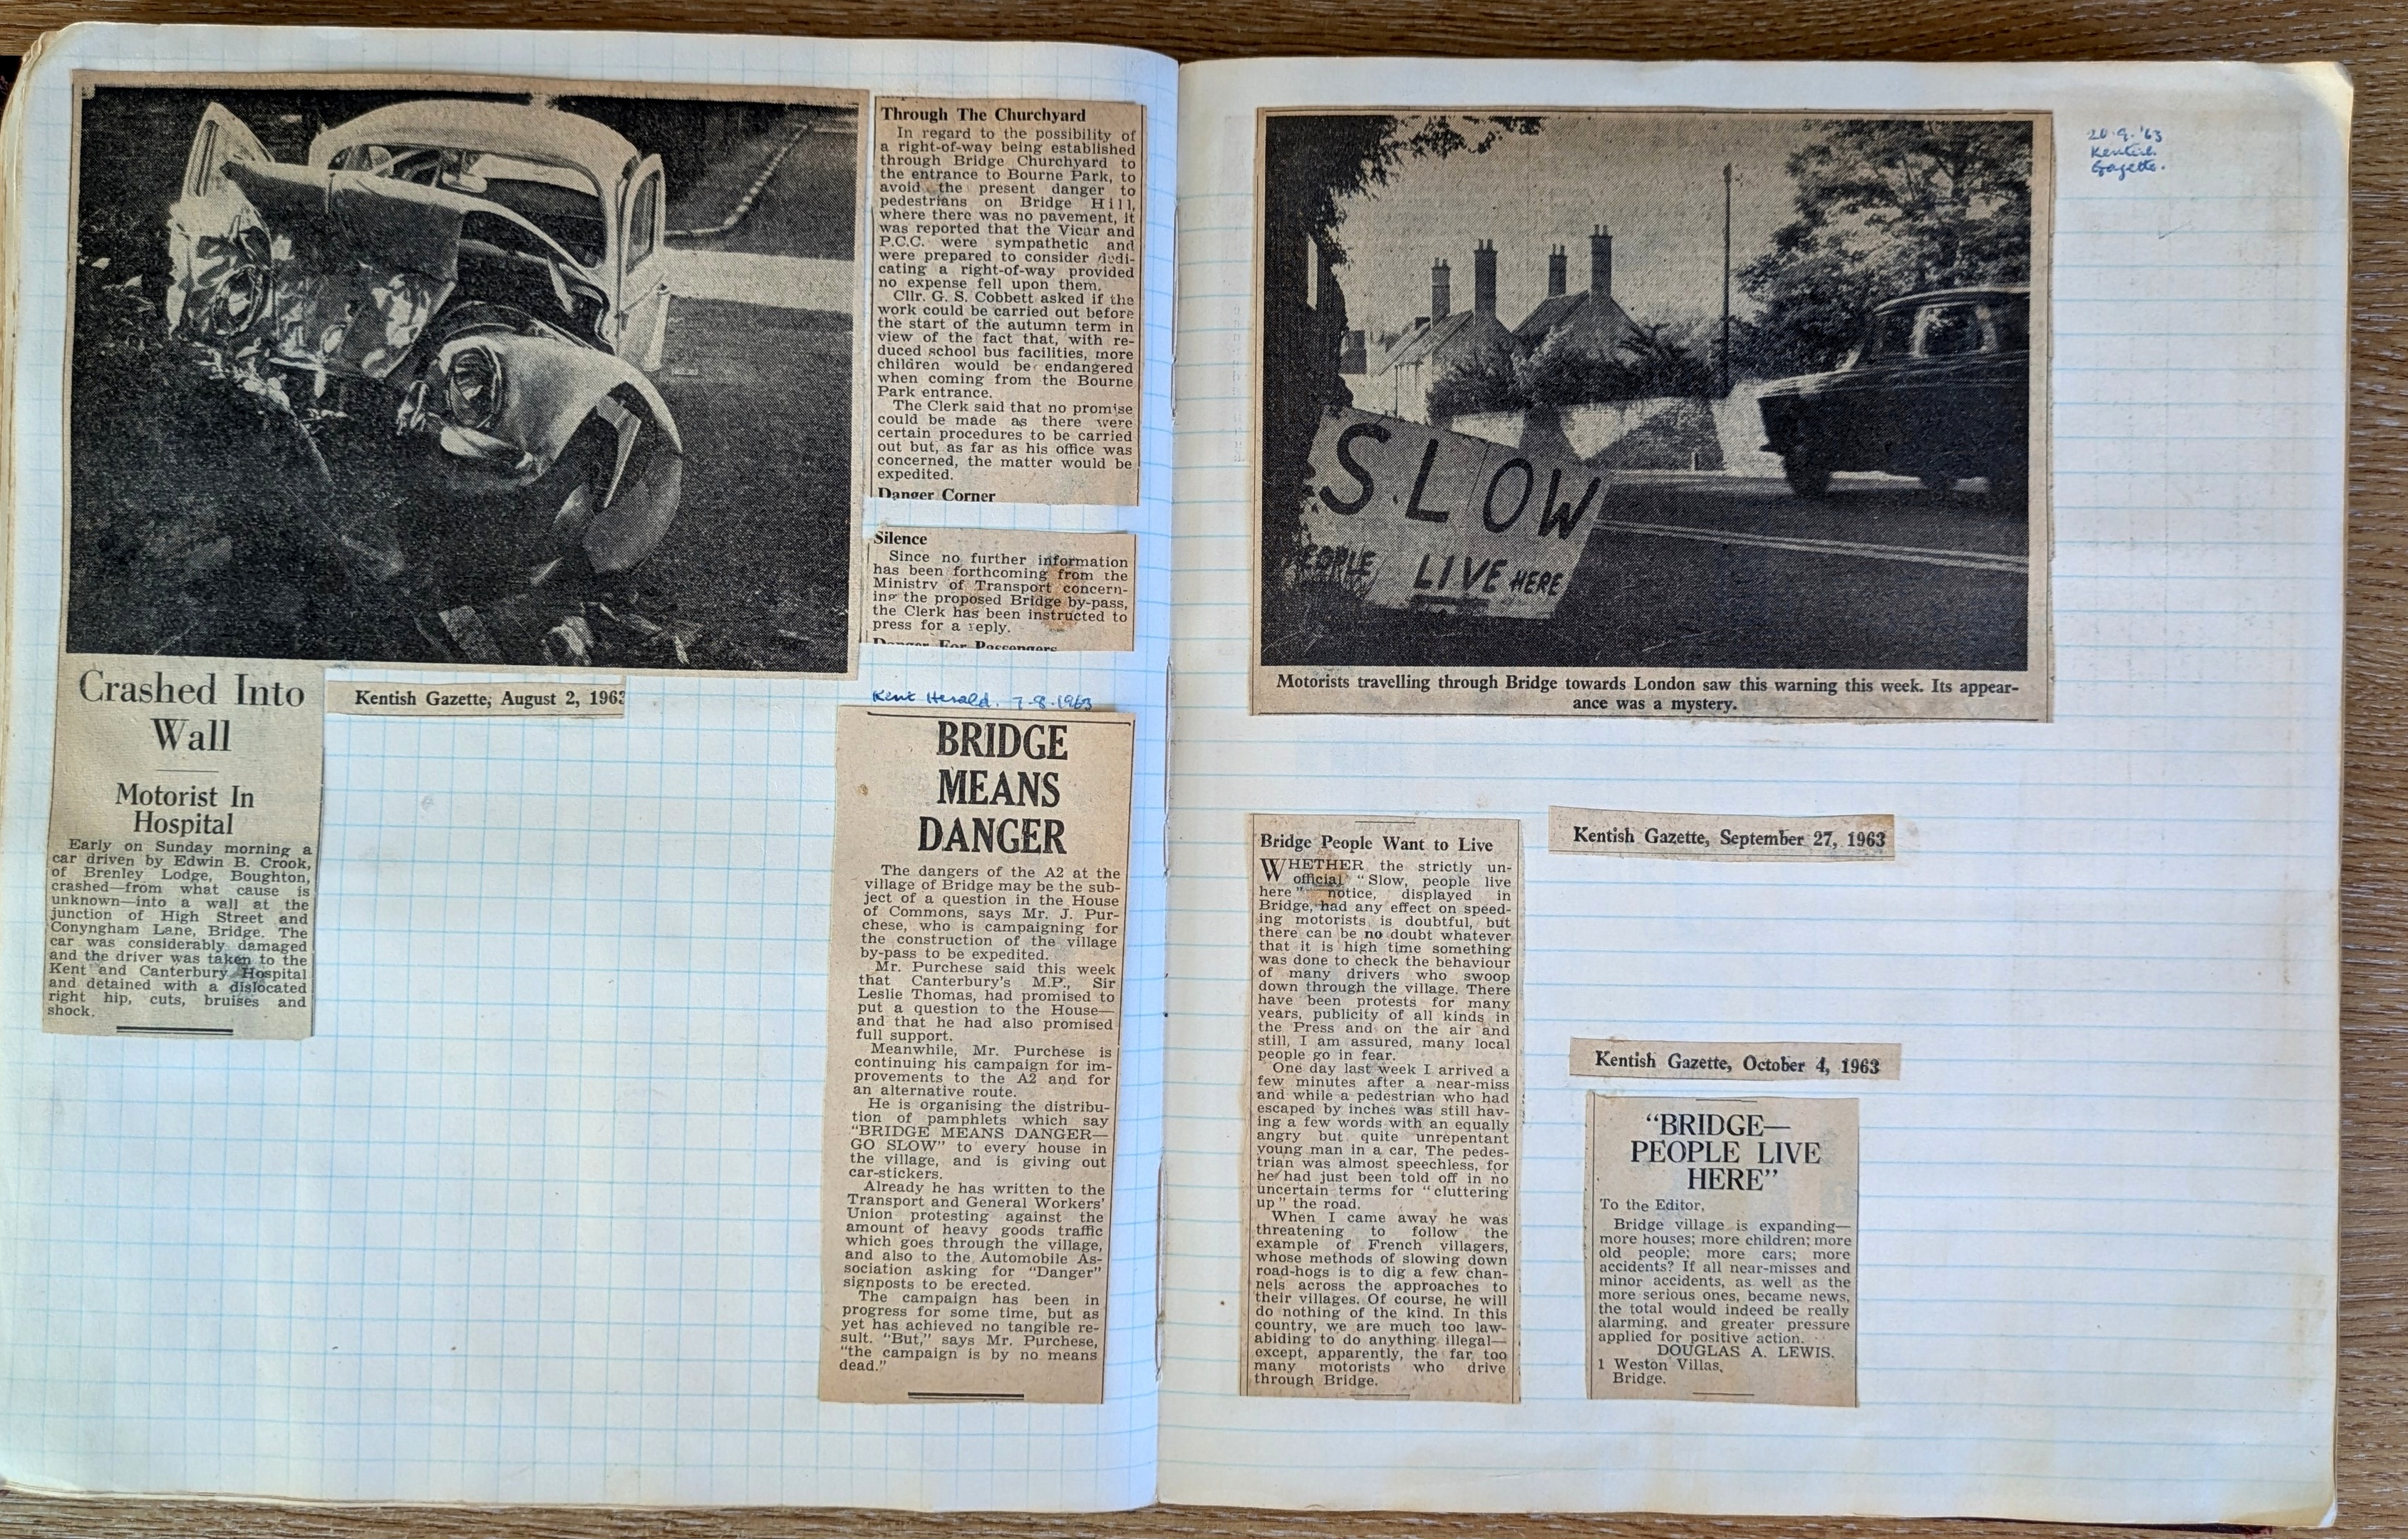 Crashed Into
Wall
Motorist In
Hospital
Early on Sunday morning a
car driven by Edwin B. Crook,
of Brenley Lodge, Boughton,
crashed—from what cause is
unknown—into a wall at the
junction of High Street and
Conyngham Lane, Bridge. The
car was considerably damaged
and the driver was taken to the
Kent and Canterbury Hospital
and detained with a dislocated
right hip, cuts, bruises and
shock.
Kentish Gazette, August 2, 1963
Through The Churchyard
In regard to the possibility of
a right-of-way being established
through Bridge Churchyard to
the entrance to Bourne Park, to
avoid the present danger to
pedestrians on Bridge Hill,
where there was no pavement, it
was reported that the Vicar and
P.C.C. were sympathetic and
were prepared to consider dedi-
cating a right-of-way provided
no expense fell upon them.
Cllr. G. S. Cobbett asked if the
work could be carried out before
the start of the autumn term in
view of the fact that, with re-
duced school bus facilities, more
children would be endangered
when coming from the Bourne
Park entrance.
The Clerk said that no promise
could be made as there were
certain procedures to be carried
out but, as far as his office was
concerned, the matter would be
expedited.
Danger Corner
Silence
Since no further information
has been forthcoming from the
Ministry of Transport concern-
ing the proposed Bridge by-pass,
the Clerk has been instructed to
press for a reply.
Danger For Passengers
Kent Herald. 7.8.1963
BRIDGE
MEANS
DANGER
The dangers of the A2 at the
village of Bridge may be the sub-
ject of a question in the House
of Commons, says Mr. J. Pur-
chese, who is campaigning for
the construction of the village
by-pass to be expedited.
Mr. Purchese said this week
that Canterbury's M.P., Sir
Leslie Thomas, had promised to
put a question to the House—
and that he had also promised
full support.
Meanwhile, Mr. Purchese is
continuing his campaign for im-
provements to the A2 and for
an alternative route.
He is organising the distribu-
tion of pamphlets which say
"BRIDGE MEANS DANGER—
GO SLOW" to every house in
the village, and is giving out
car-stickers.
Already he has written to the
Transport and General Workers'
Union protesting against the
amount of heavy goods traffic
which goes through the village,
and also to the Automobile As-
sociation asking for "Danger"
signposts to be erected.
The campaign has been in
progress for some time, but as
yet has achieved no tangible re-
sult. "But," says Mr. Purchese,
"the campaign is by no means
dead."
20.9.'63
Kentish
Gazette.
SLOW
PEOPLE LIVE HERE
Motorists travelling through Bridge towards London saw this warning this week. Its appear-
ance was a mystery.
Bridge People Want to Live
WHETHER the strictly un-
official "Slow, people live
here" notice, displayed in
Bridge, had any effect on speed-
ing motorists is doubtful, but
there can be no doubt whatever
that it is high time something
was done to check the behaviour
of many drivers who swoop
down through the village. There
have been protests for many
years, publicity of all kinds in
the Press and on the air and
still, I am assured, many local
people go in fear.
One day last week I arrived a
few minutes after a near-miss
and while a pedestrian who had
escaped by inches was still hav-
ing a few words with an equally
angry but quite unrepentant
young man in a car. The pedes-
trian was almost speechless, for
he had just been told off in no
uncertain terms for "cluttering
up" the road.
When I came away he was
threatening to follow the
example of French villagers,
whose methods of slowing down
road-hogs is to dig a few chan-
nels across the approaches to
their villages. Of course, he will
do nothing of the kind. In this
country, we are much too law-
abiding to do anything illegal—
except, apparently, the far too
many motorists who drive
through Bridge.
Kentish Gazette, September 27, 1963
Kentish Gazette, October 4, 1963
"BRIDGE—
PEOPLE LIVE
HERE"
To the Editor,
Bridge village is expanding—
more houses; more children; more
old people; more cars; more
accidents? If all near-misses and
minor accidents, as well as the
more serious ones, became news,
the total would indeed be really
alarming, and greater pressure
applied for positive action.
DOUGLAS A. LEWIS.
1 Weston Villas,
Bridge.